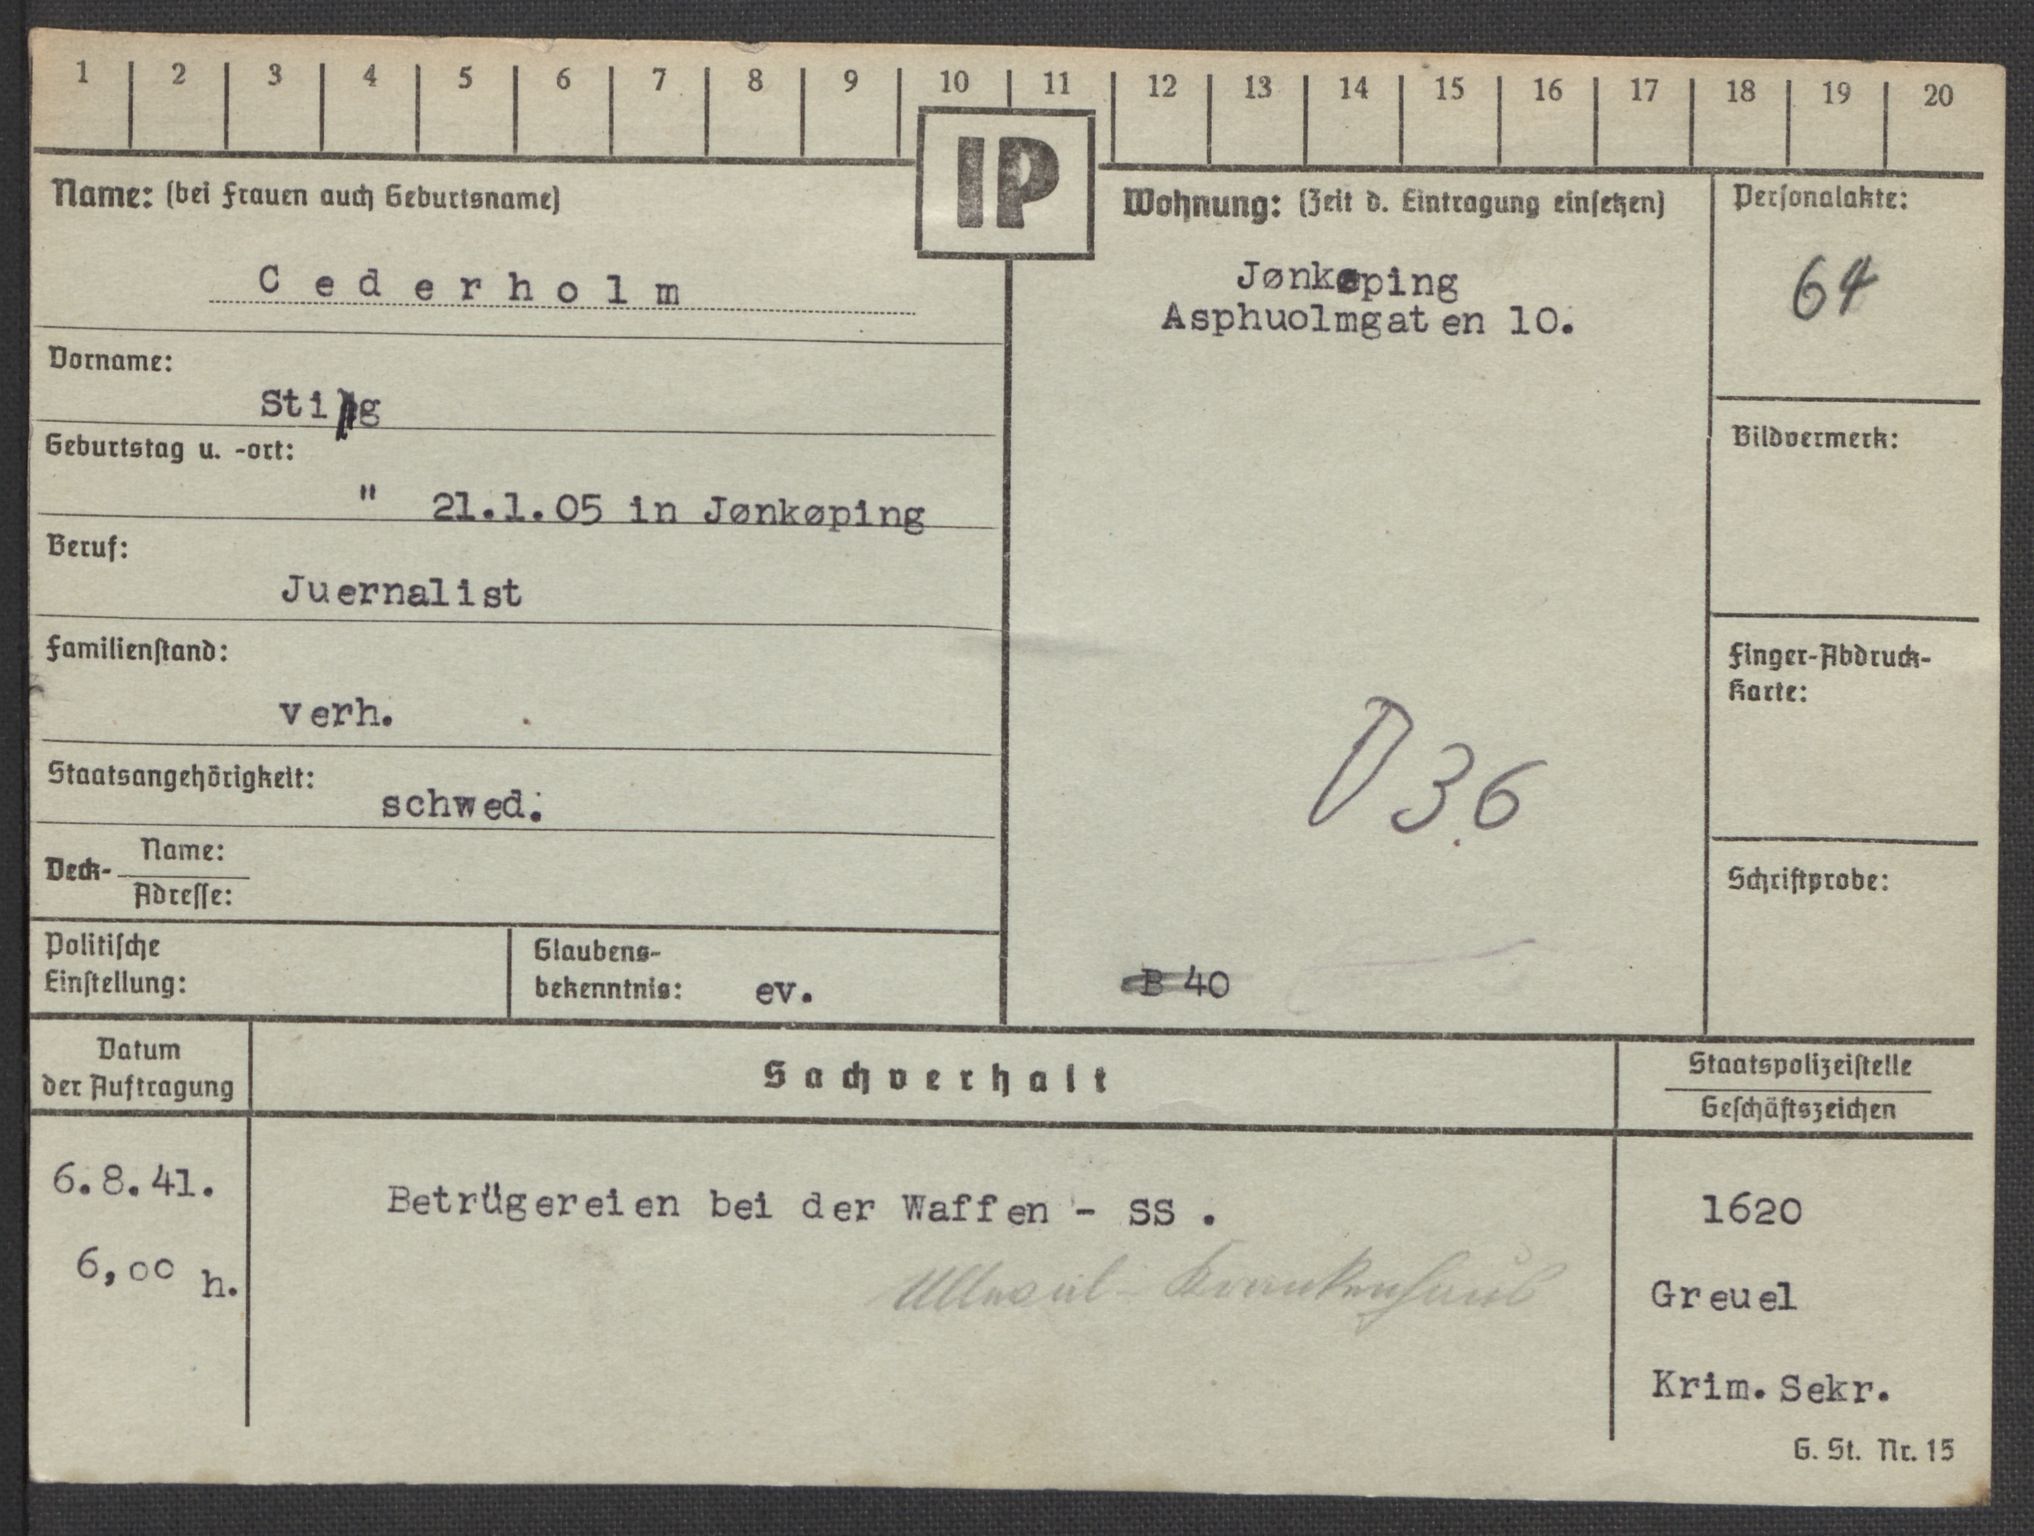 1 2 3 4 5 6 7 8 9 10 11 12 13 14 15 16 17 18 19 20
IP
Name: (bei Frauen auch Geburtsname)
Cederholm
Vorname:
Stig
Geburtstag u. -ort:
" 21.1.05 in Jønkøping
Beruf:
Juernalist
Familienstand:
verh.
Staatsangehörigkeit:
schwed.
Deck- Name:
Adresse:
Politische
Einstellung:
Glaubens-
bekenntnis: ev.
Wohnung: (Zeit d. Eintragung einsetzen)
Jønkøping
Asphuolmgaten 10.
D 36
B 40
Personalakte:
64
Bildvermerk:
Finger-Abdruck-
Karte:
Schriftprobe:
Datum
der Auftragung
Sachverhalt
Staatspolizeistelle
Geschäftszeichen
6.8.41.
6,00 h.
Betrügereien bei der Waffen - SS .
Krankenhaus
1620
Greuel
Krim. Sekr.
G. St. Nr. 15